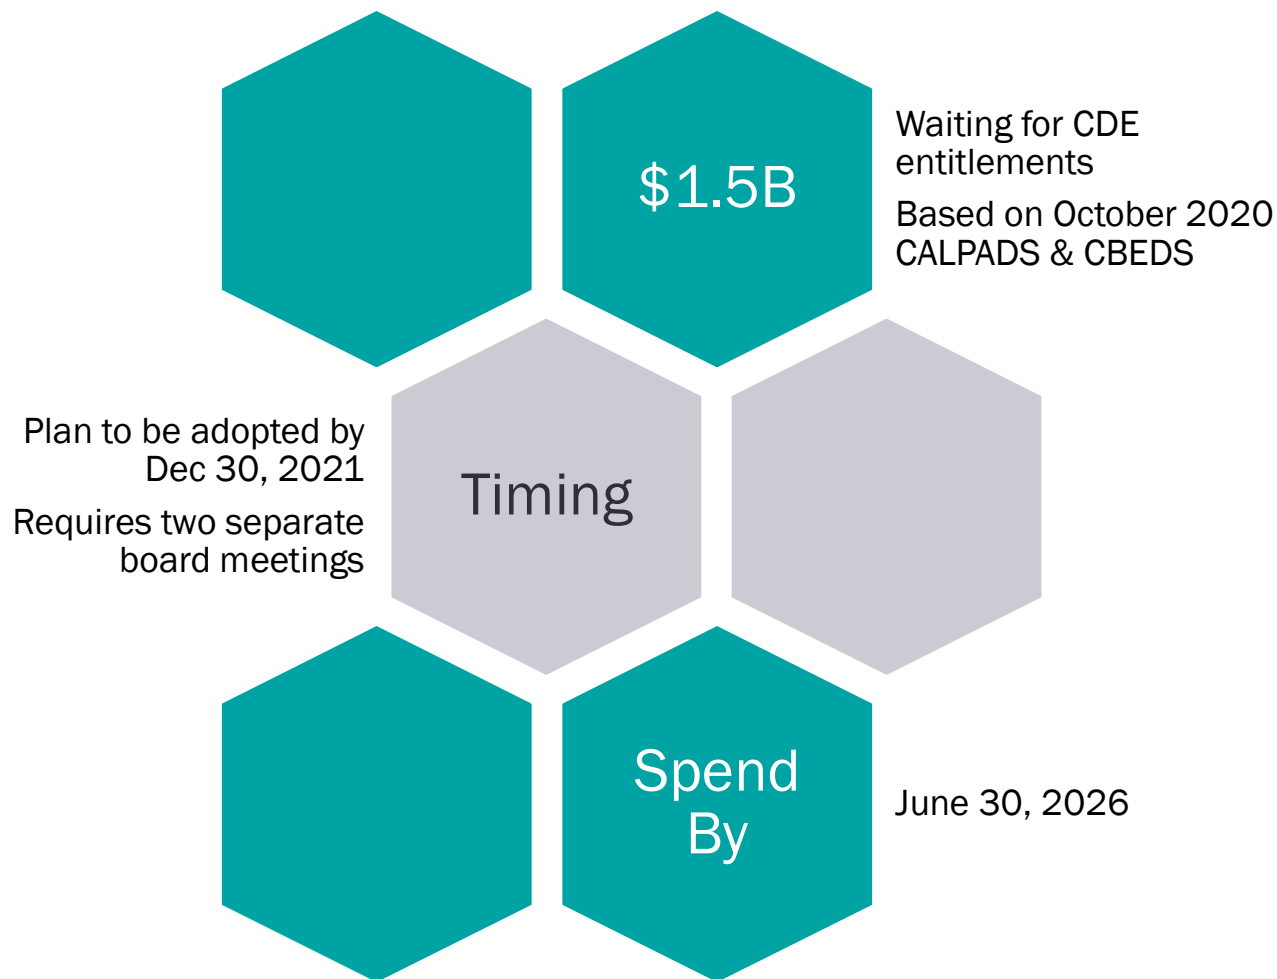 $1.5B
Waiting for CDE
entitlements
Based on October 2020
CALPADS & CBEDS
Plan to be adopted by
Dec 30, 2021
Requires two separate
board meetings
Timing
Spend
By
June 30, 2026